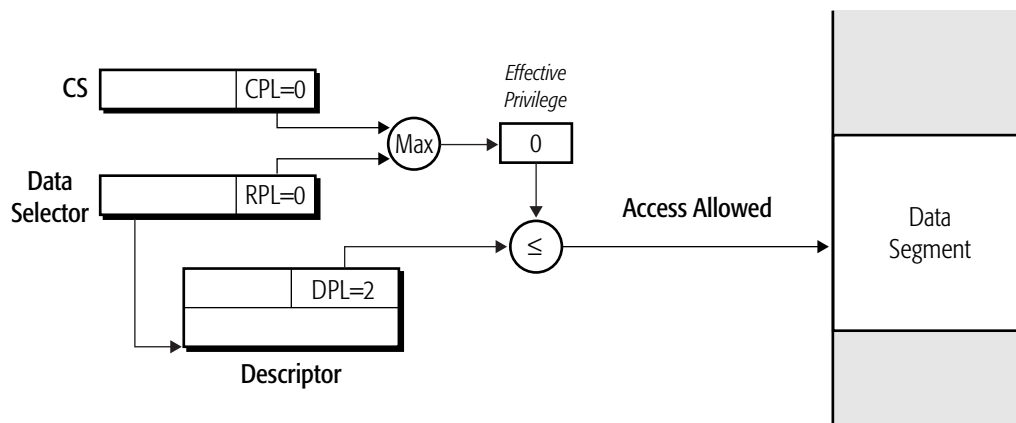 CS
CPL=0
Effective
Privilege
Max
0
Data
Selector
RPL=0
Access Allowed
≤
Data
Segment
DPL=2
Descriptor